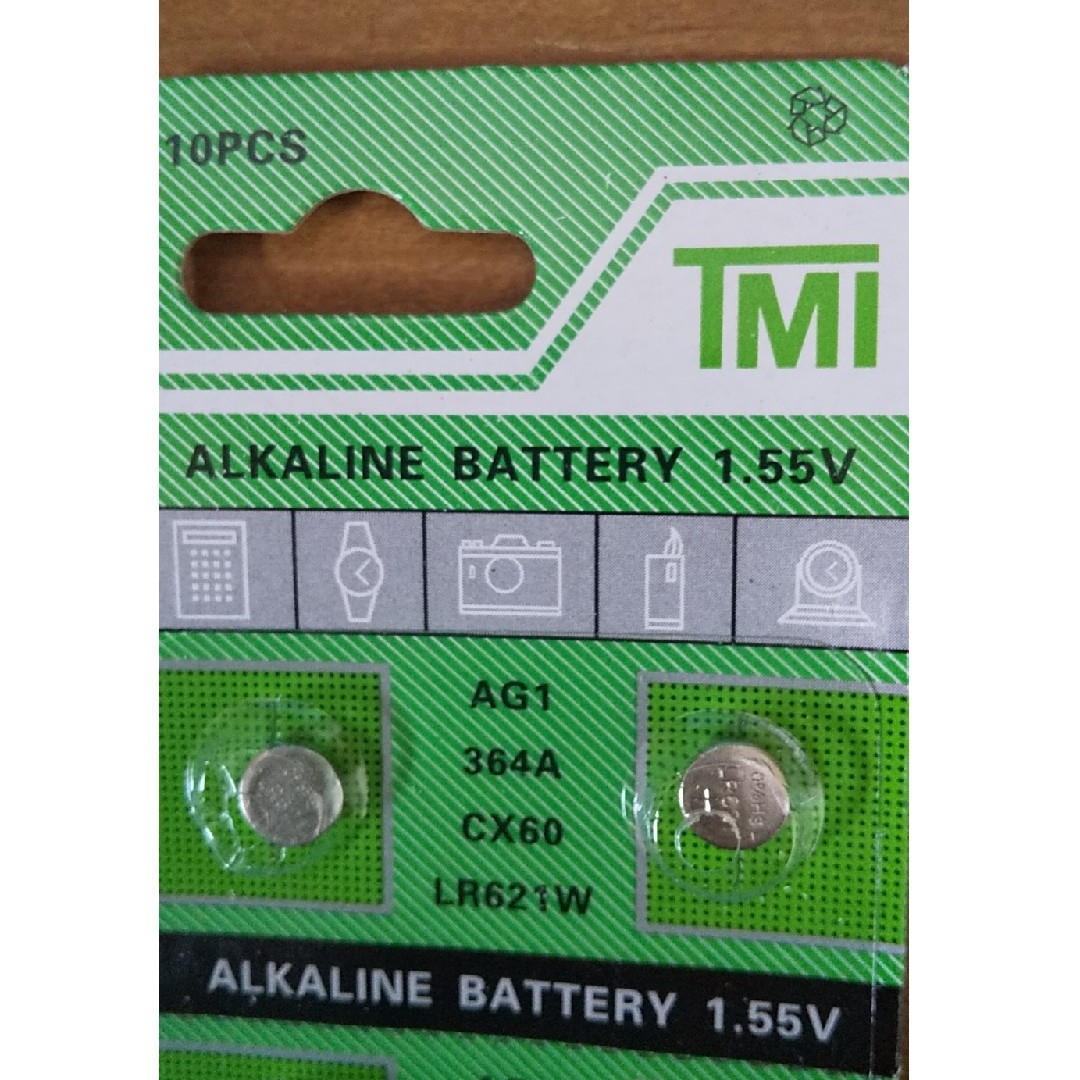 10PCS
TMI
ALKALINE BATTERY 1.55V
AG1
364A
CX60
LR621W
ALKALINE BATTERY 1.55V